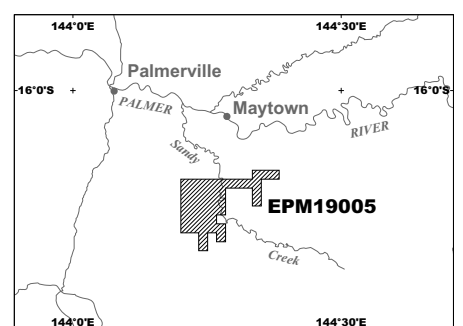 144°0'E 144°30'E
Palmerville
16°0'S 16°0'S
PALMER
Maytown
RIVER
Sandy
EPM19005
Creek
144°0'E 144°30'E